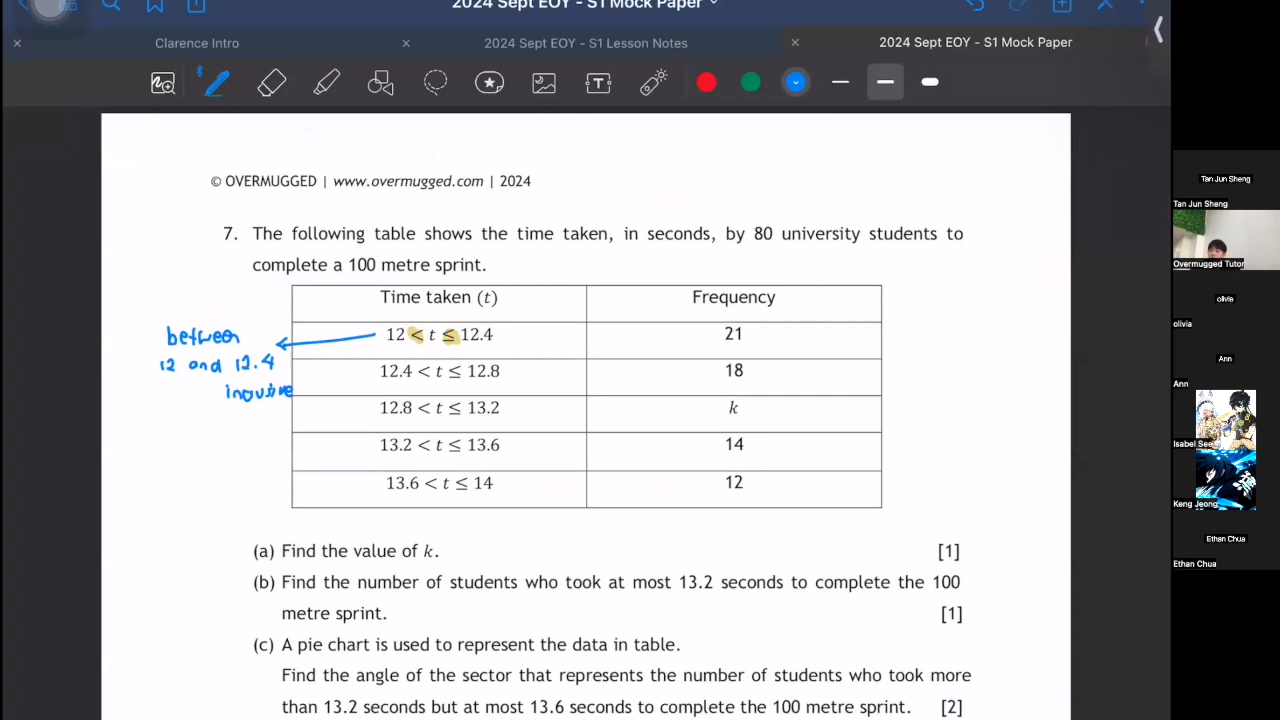 2024 Sept EOY - S1 Mock Paper
Clarence Intro
2024 Sept EOY - S1 Lesson Notes
2024 Sept EOY - S1 Mock Paper
© OVERMUGGED | www.overmugged.com | 2024
7. The following table shows the time taken, in seconds, by 80 university students to
complete a 100 metre sprint.
Time taken (t) Frequency
12 < t ≤ 12.4 21
12.4 < t ≤ 12.8 18
12.8 < t ≤ 13.2 k
13.2 < t ≤ 13.6 14
13.6 < t ≤ 14 12
between
12 and 12.4
(a) Find the value of k. [1]
(b) Find the number of students who took at most 13.2 seconds to complete the 100
metre sprint. [1]
(c) A pie chart is used to represent the data in table.
Find the angle of the sector that represents the number of students who took more
than 13.2 seconds but at most 13.6 seconds to complete the 100 metre sprint. [2]
Tan Jun Sheng
Tan Jun Sheng
Overmugged Tutor
olivia
olivia
Ann
Ann
Isabel See
Keng Jeong
Ethan Chua
Ethan Chua